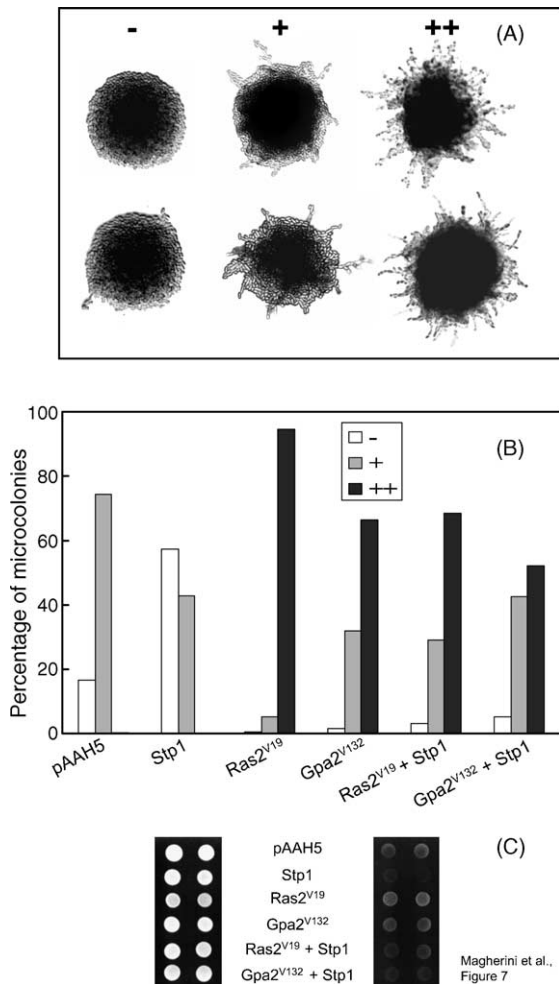 - + ++ (A)
100
80
60
40
20
0
Percentage of microcolonies
-
+
++
(B)
pAAH5 Stp1 Ras2V19 Gpa2V132 Ras2V19 + Stp1 Gpa2V132 + Stp1
pAAH5 (C)
Stp1
Ras2V19
Gpa2V132
Ras2V19 + Stp1
Gpa2V132 + Stp1
Magherini et al.,
Figure 7